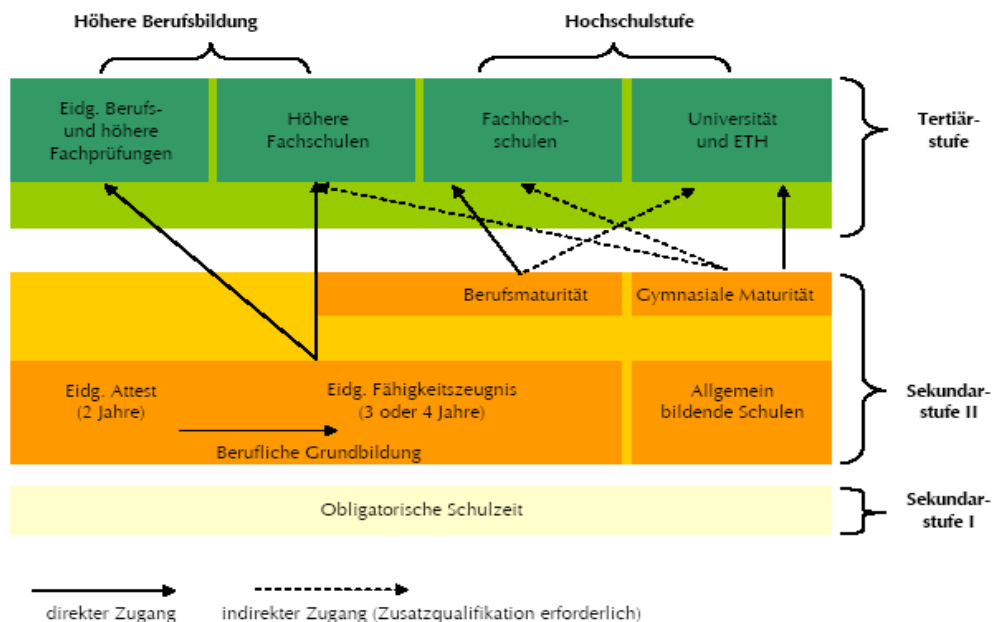 Höhere Berufsbildung
Hochschulstufe
Eidg. Berufs-
und höhere
Fachprüfungen
Höhere
Fachschulen
Fachhoch-
schulen
Universität
und ETH
Tertiär-
stufe
Berufsmaturität
Gymnasiale Maturität
Eidg. Attest
(2 Jahre)
Eidg. Fähigkeitszeugnis
(3 oder 4 Jahre)
Allgemein
bildende Schulen
Berufliche Grundbildung
Sekundar-
stufe II
Obligatorische Schulzeit
Sekundar-
stufe I
direkter Zugang
indirekter Zugang (Zusatzqualifikation erforderlich)